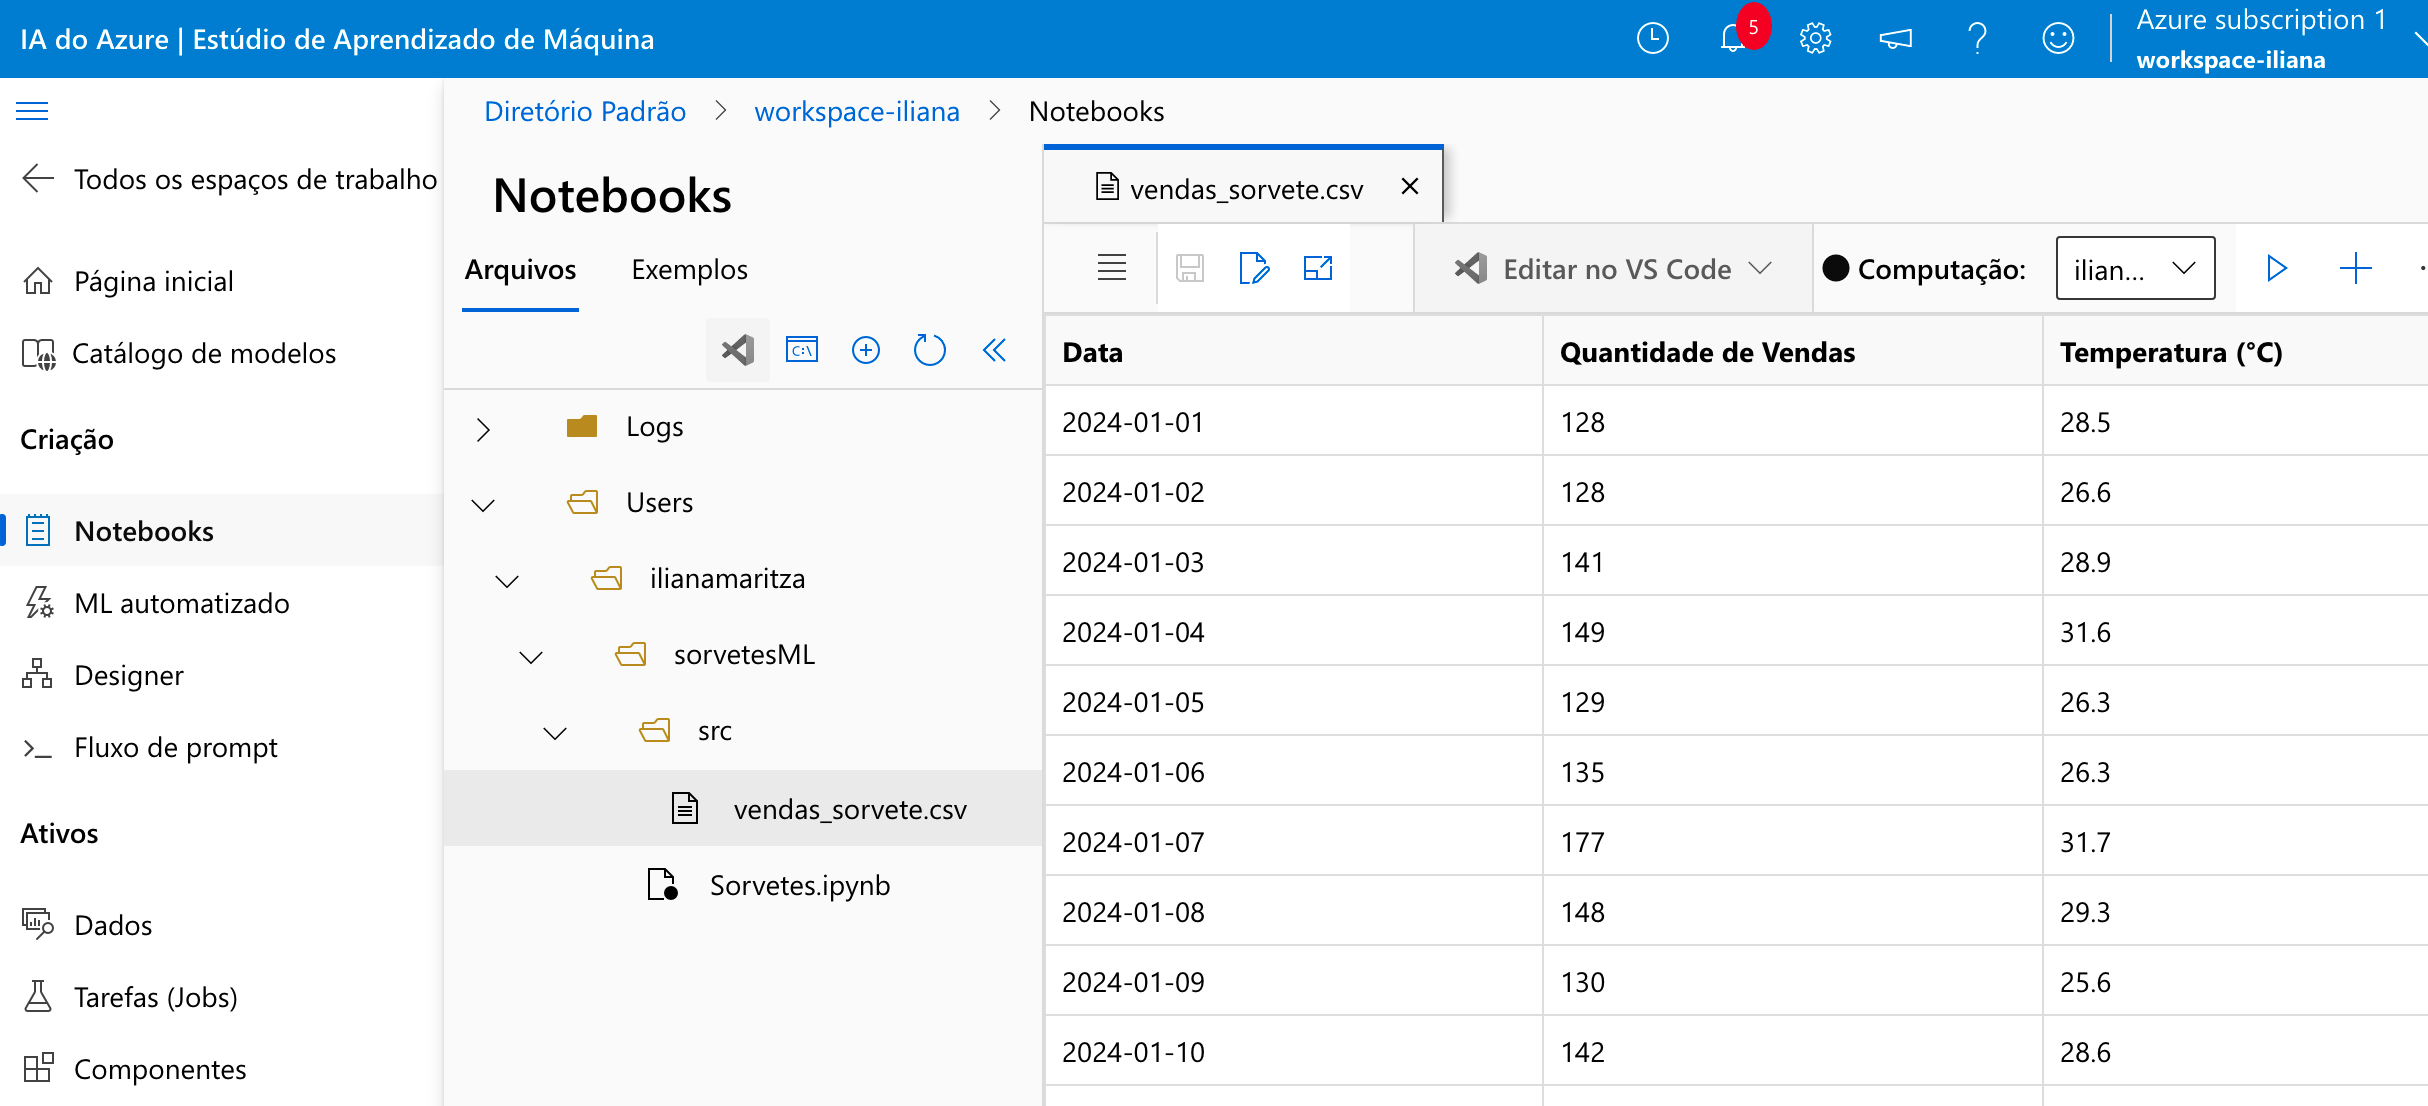 IA do Azure | Estúdio de Aprendizado de Máquina
5
Azure subscription 1
workspace-iliana
Todos os espaços de trabalho
Página inicial
Catálogo de modelos
Criação
Notebooks
ML automatizado
Designer
Fluxo de prompt
Ativos
Dados
Tarefas (Jobs)
Componentes
Diretório Padrão > workspace-iliana > Notebooks
Notebooks
Arquivos Exemplos
C:\
Logs
Users
ilianamaritza
sorvetesML
src
vendas_sorvete.csv
Sorvetes.ipynb
vendas_sorvete.csv
Editar no VS Code
Computação: ilian...
Data Quantidade de Vendas Temperatura (°C)
2024-01-01 128 28.5
2024-01-02 128 26.6
2024-01-03 141 28.9
2024-01-04 149 31.6
2024-01-05 129 26.3
2024-01-06 135 26.3
2024-01-07 177 31.7
2024-01-08 148 29.3
2024-01-09 130 25.6
2024-01-10 142 28.6